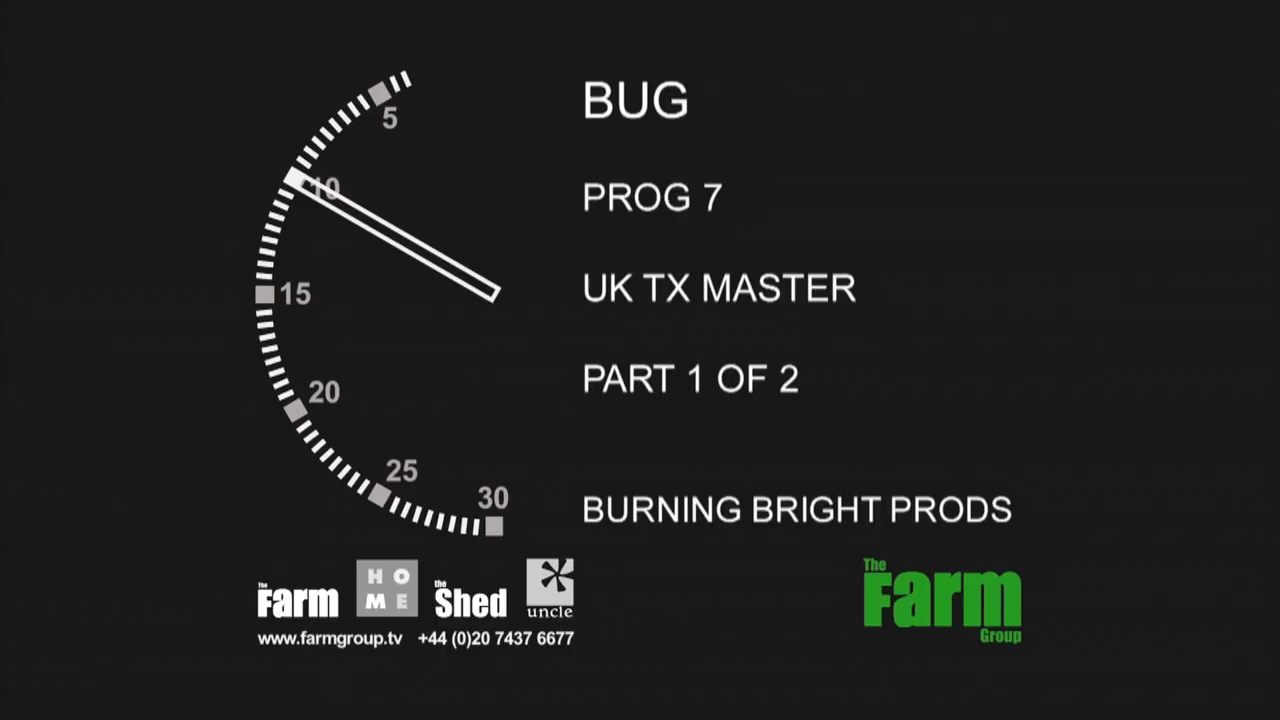 BUG
PROG 7
UK TX MASTER
PART 1 OF 2
BURNING BRIGHT PRODS
5
10
15
20
25
30
The Farm
HOME
the Shed
uncle
www.farmgroup.tv +44 (0)20 7437 6677
The Farm Group